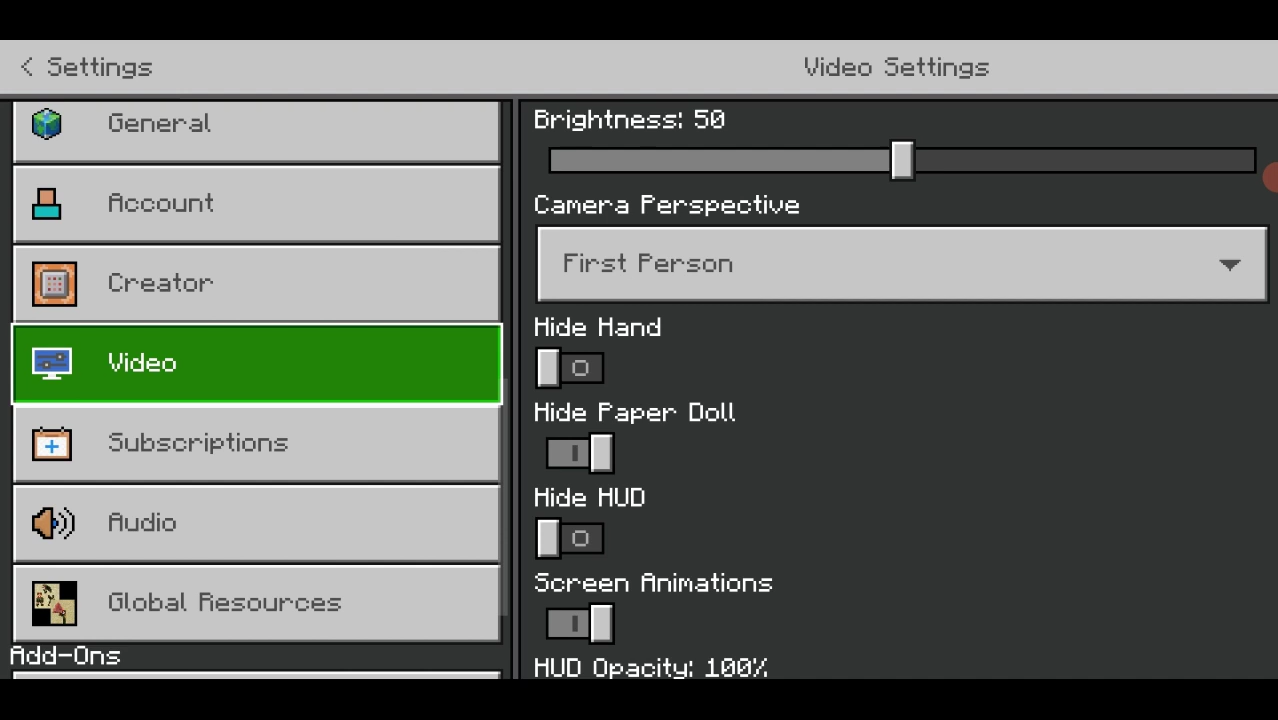 Settings
Video Settings
General
Account
Creator
Video
Subscriptions
Audio
Global Resources
Add-Ons
Brightness: 50
Camera Perspective
First Person
Hide Hand
Hide Paper Doll
Hide HUD
Screen Animations
HUD Opacity: 100%